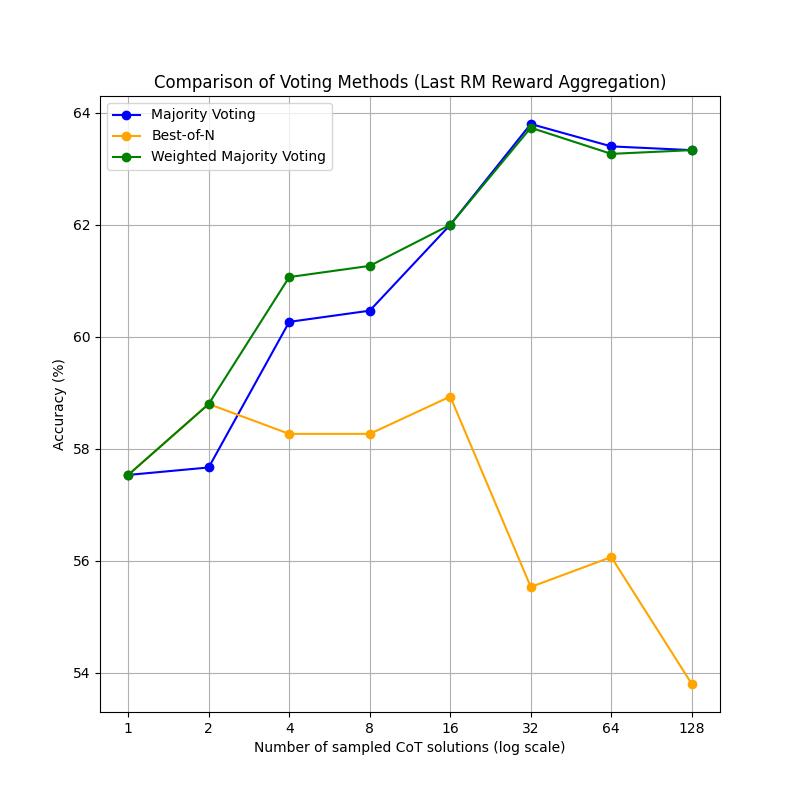 Comparison of Voting Methods (Last RM Reward Aggregation)
Majority Voting
Best-of-N
Weighted Majority Voting
64
62
60
58
56
54
Accuracy (%)
1 2 4 8 16 32 64 128
Number of sampled CoT solutions (log scale)